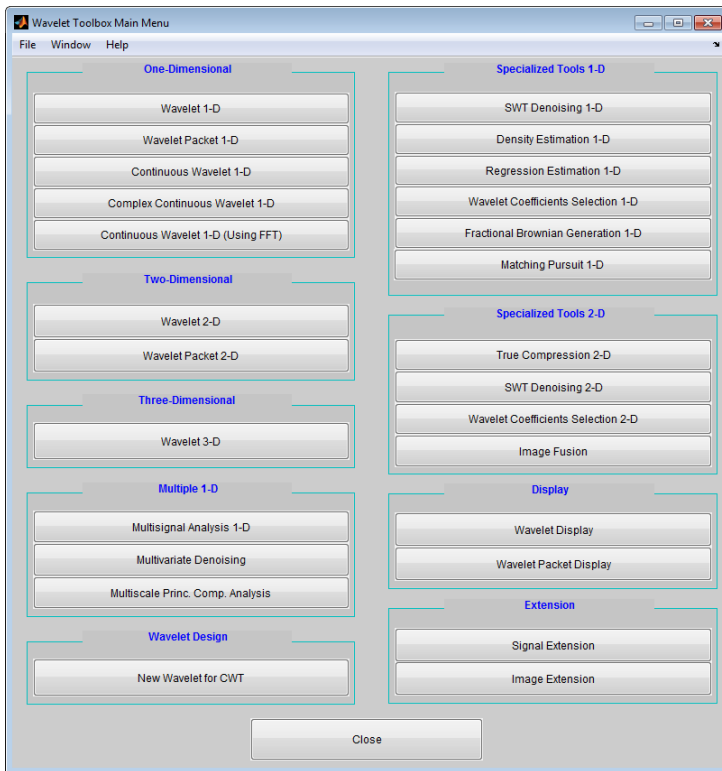 Wavelet Toolbox Main Menu
File Window Help
One-Dimensional
Wavelet 1-D
Wavelet Packet 1-D
Continuous Wavelet 1-D
Complex Continuous Wavelet 1-D
Continuous Wavelet 1-D (Using FFT)
Two-Dimensional
Wavelet 2-D
Wavelet Packet 2-D
Three-Dimensional
Wavelet 3-D
Multiple 1-D
Multisignal Analysis 1-D
Multivariate Denoising
Multiscale Princ. Comp. Analysis
Wavelet Design
New Wavelet for CWT
Specialized Tools 1-D
SWT Denoising 1-D
Density Estimation 1-D
Regression Estimation 1-D
Wavelet Coefficients Selection 1-D
Fractional Brownian Generation 1-D
Matching Pursuit 1-D
Specialized Tools 2-D
True Compression 2-D
SWT Denoising 2-D
Wavelet Coefficients Selection 2-D
Image Fusion
Display
Wavelet Display
Wavelet Packet Display
Extension
Signal Extension
Image Extension
Close